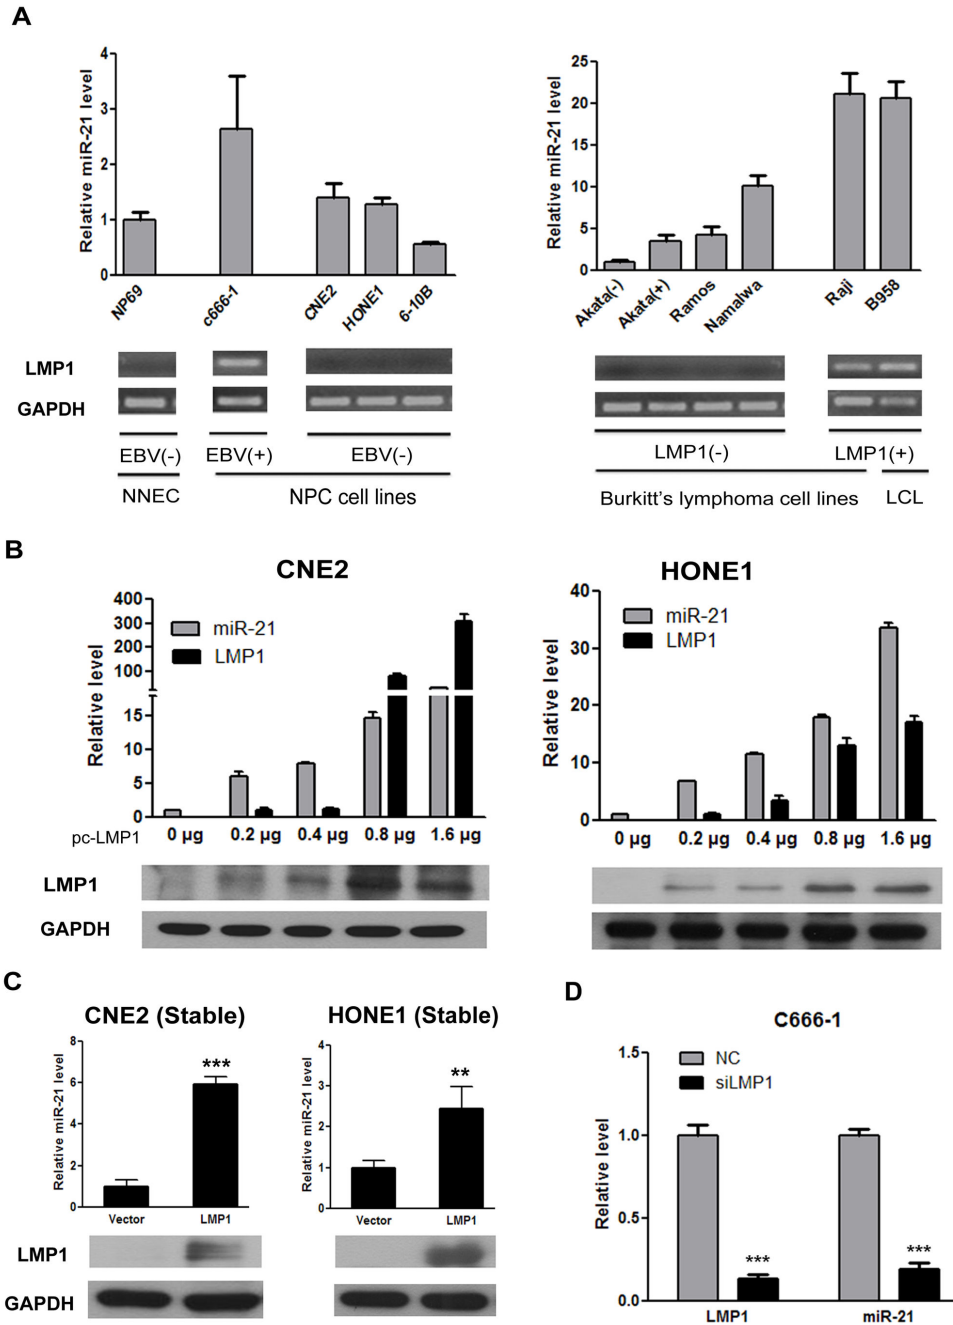 A
Relative miR-21 level
4
3
2
1
0
NP69
c666-1
CNE2
HONE1
6-10B
Relative miR-21 level
25
20
15
10
5
0
Akata(-)
Akata(+)
Ramos
Namalwa
Raji
B958
LMP1
GAPDH
EBV(-)
EBV(+)
EBV(-)
NNEC
NPC cell lines
LMP1(-)
LMP1(+)
Burkitt's lymphoma cell lines
LCL
B
CNE2
Relative level
400
300
200
100
15
10
5
0
miR-21
LMP1
pc-LMP1
0 µg
0.2 µg
0.4 µg
0.8 µg
1.6 µg
HONE1
Relative level
40
30
20
10
0
miR-21
LMP1
0 µg
0.2 µg
0.4 µg
0.8 µg
1.6 µg
LMP1
GAPDH
C
CNE2 (Stable)
Relative miR-21 level
8
6
4
2
0
***
Vector
LMP1
HONE1 (Stable)
Relative miR-21 level
4
3
2
1
0
**
Vector
LMP1
LMP1
GAPDH
D
C666-1
Relative level
1.5
1.0
0.5
0.0
NC
siLMP1
***
***
LMP1
miR-21